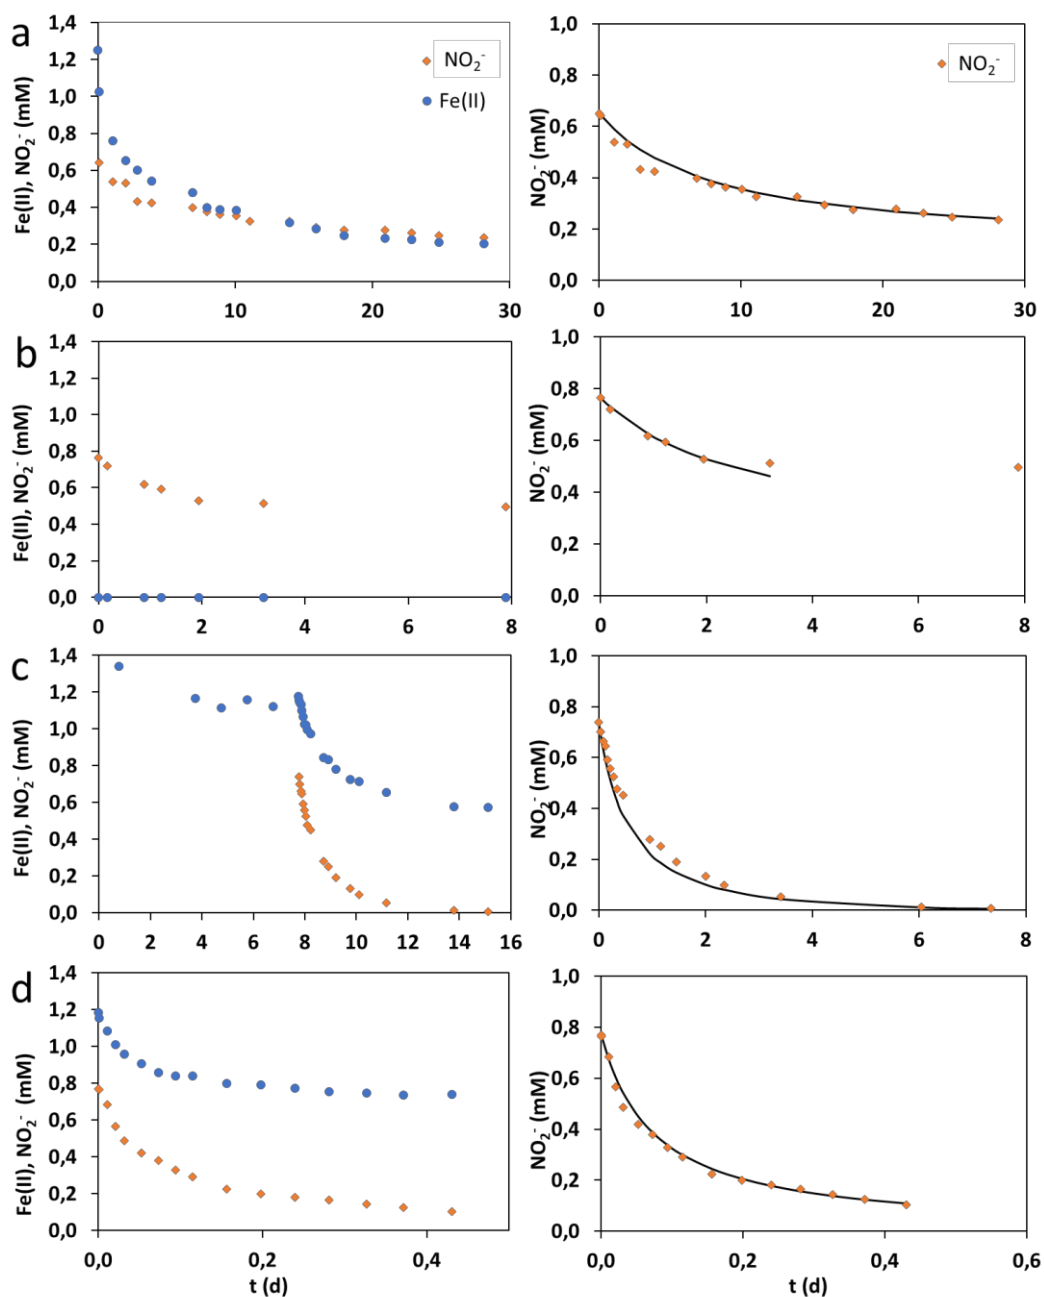 a
Fe(II), NO₂⁻ (mM)
1,4
1,2
1,0
0,8
0,6
0,4
0,2
0,0
NO₂⁻
Fe(II)
0 10 20 30
NO₂⁻ (mM)
1,0
0,8
0,6
0,4
0,2
0,0
NO₂⁻
0 10 20 30
b
Fe(II), NO₂⁻ (mM)
1,4
1,2
1,0
0,8
0,6
0,4
0,2
0,0
0 2 4 6 8
NO₂⁻ (mM)
1,0
0,8
0,6
0,4
0,2
0,0
0 2 4 6 8
c
Fe(II), NO₂⁻ (mM)
1,4
1,2
1,0
0,8
0,6
0,4
0,2
0,0
0 2 4 6 8 10 12 14 16
NO₂⁻ (mM)
1,0
0,8
0,6
0,4
0,2
0,0
0 2 4 6 8
d
Fe(II), NO₂⁻ (mM)
1,4
1,2
1,0
0,8
0,6
0,4
0,2
0,0
0,0 0,2 0,4
t (d)
NO₂⁻ (mM)
1,0
0,8
0,6
0,4
0,2
0,0
0,0 0,2 0,4 0,6
t (d)